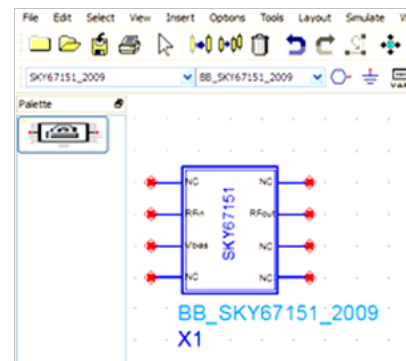 File Edit Select View Insert Options Tools Layout Simulate
SKY67151_2009 BB_SKY67151_2009
Palette
NC NC
RFin RFout
SKY67151
Vbias NC
NC NC
BB_SKY67151_2009
X1